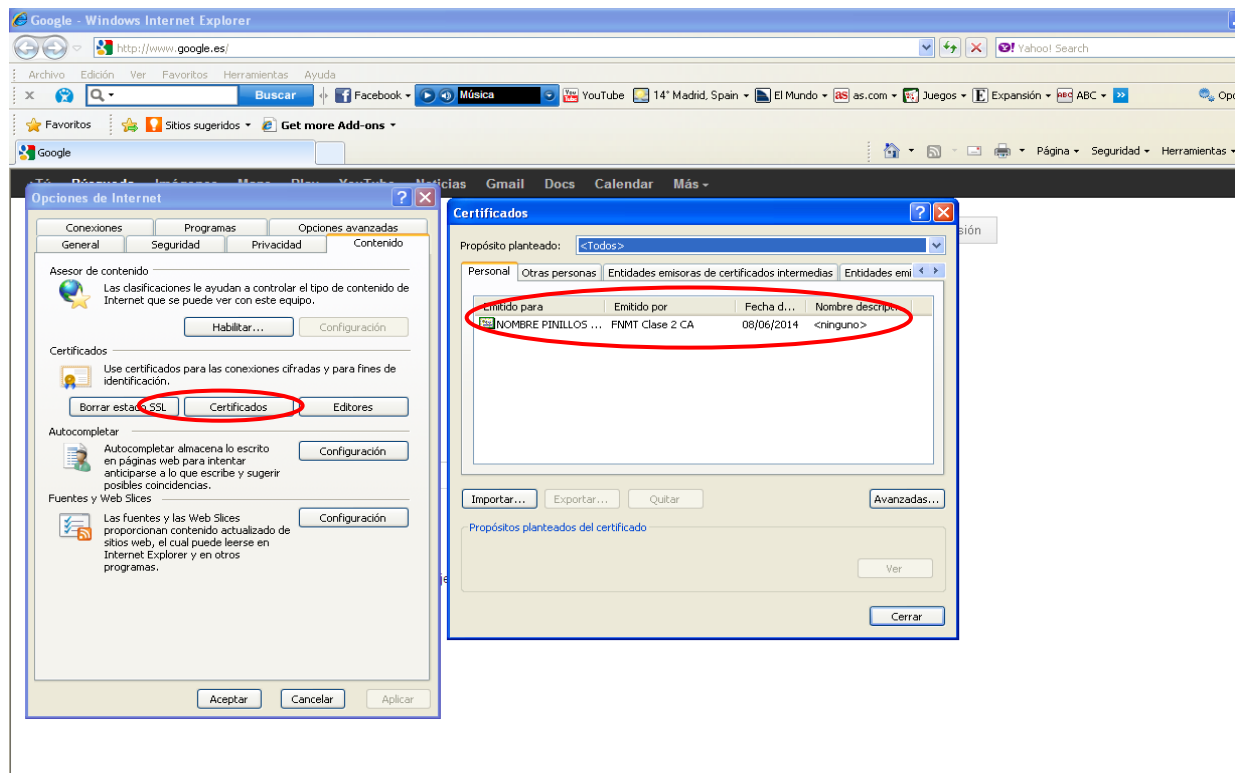 Google - Windows Internet Explorer
http://www.google.es/
Yahoo! Search
Archivo Edición Ver Favoritos Herramientas Ayuda
x Buscar Facebook Música YouTube 14° Madrid, Spain El Mundo as.com Juegos Expansión ABC
Favoritos Sitios sugeridos Get more Add-ons
Google
Página Seguridad Herramientas
Gmail Docs Calendar Más
Opciones de Internet
Conexiones Programas Opciones avanzadas
General Seguridad Privacidad Contenido
Asesor de contenido
Las clasificaciones le ayudan a controlar el tipo de contenido de
Internet que se puede ver con este equipo.
Habilitar... Configuración
Certificados
Use certificados para las conexiones cifradas y para fines de
identificación.
Borrar estado SSL Certificados Editores
Autocompletar
Autocompletar almacena lo escrito
en páginas web para intentar
anticiparse a lo que escribe y sugerir
posibles coincidencias.
Configuración
Fuentes y Web Slices
Las fuentes y las Web Slices
proporcionan contenido actualizado de
sitios web, el cual puede leerse en
Internet Explorer y en otros
programas.
Configuración
Aceptar Cancelar Aplicar
Certificados
Propósito planteado: <Todos>
Personal Otras personas Entidades emisoras de certificados intermedias Entidades emi
Emitido para Emitido por Fecha d... Nombre descript...
NOMBRE PINILLOS ... FNMT Clase 2 CA 08/06/2014 <ninguno>
Importar... Exportar... Quitar Avanzadas...
Propósitos planteados del certificado
Ver
Cerrar